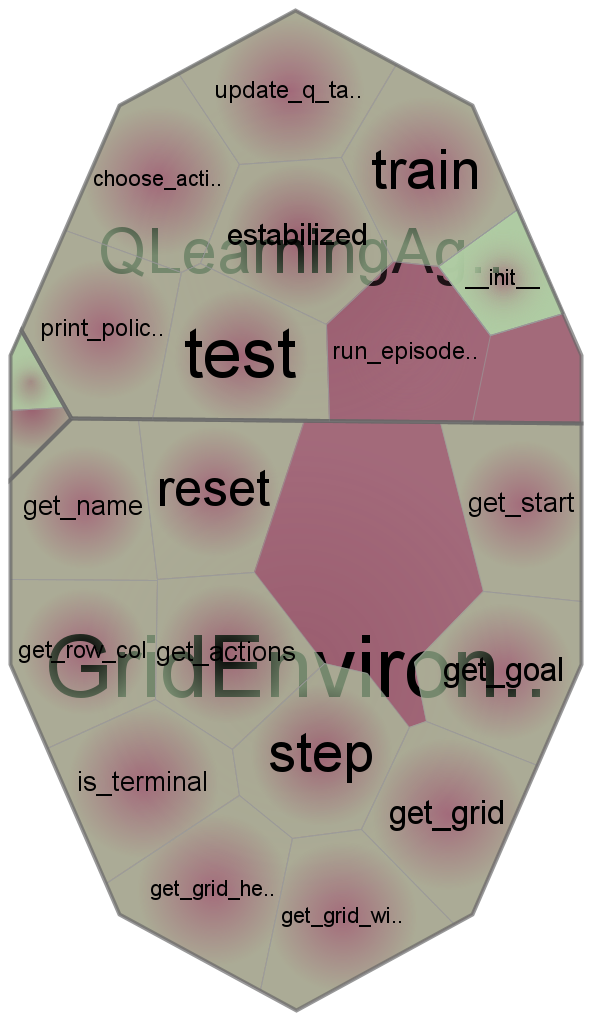 update_q_ta..
train
choose_acti..
estabilized
QLearningAg..
__init__
print_polic..
test
run_episode..
reset
get_name
get_start
get_row_col
get_actions
GridEnviron..
get_goal
step
is_terminal
get_grid
get_grid_he..
get_grid_wi..